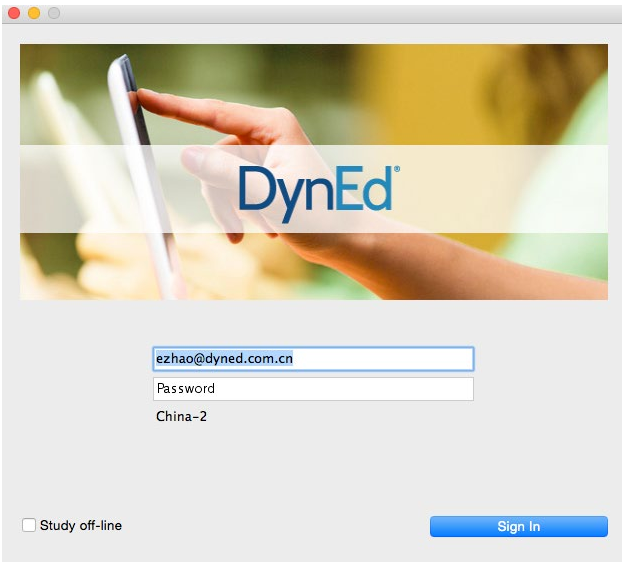 DynEd®
ezhao@dyned.com.cn
Password
China-2
Study off-line
Sign In